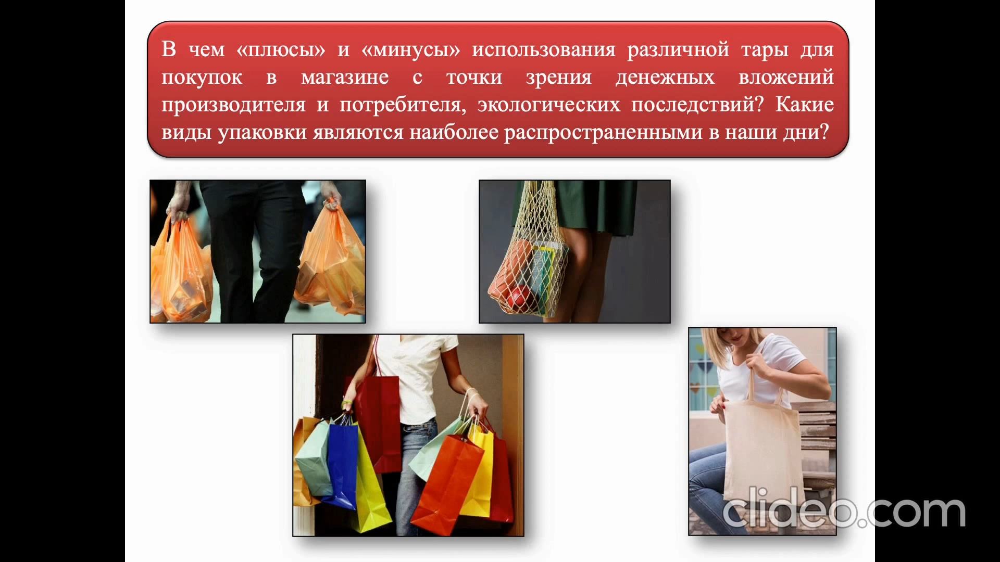 В чем «плюсы» и «минусы» использования различной тары для
покупок в магазине с точки зрения денежных вложений
производителя и потребителя, экологических последствий? Какие
виды упаковки являются наиболее распространенными в наши дни?
clideo.com